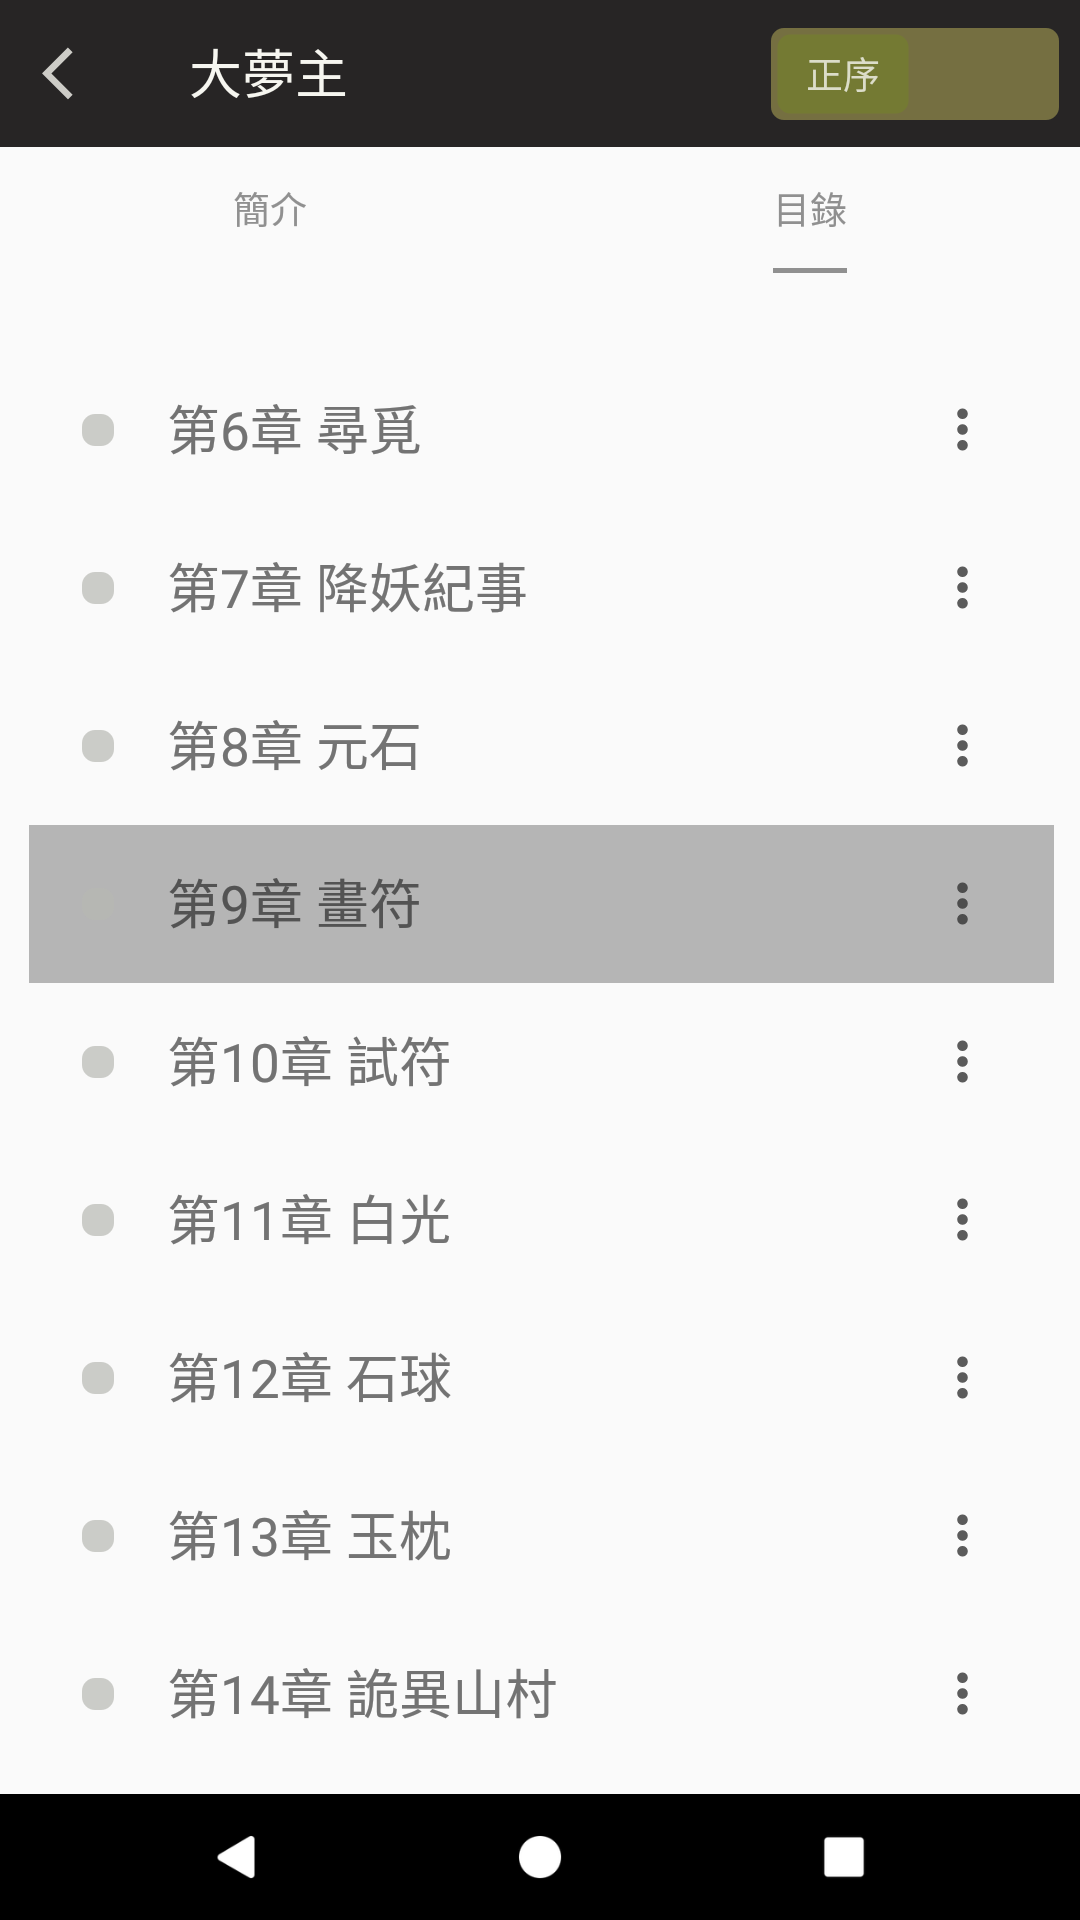 大夢主
正序
簡介
目錄
第6章 尋覓
第7章 降妖紀事
第8章 元石
第9章 畫符
第10章 試符
第11章 白光
第12章 石球
第13章 玉枕
第14章 詭異山村